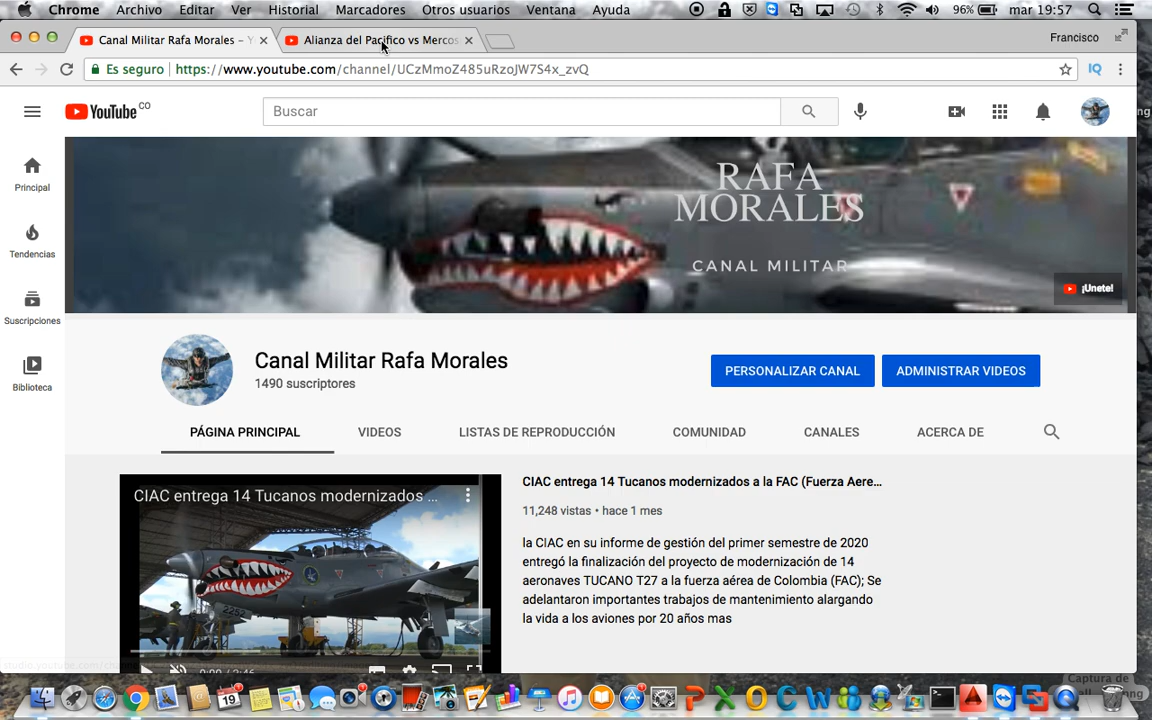 Chrome Archivo Editar Ver Historial Marcadores Otros usuarios Ventana Ayuda 96% mar 19:57
Canal Militar Rafa Morales – Y Alianza del Pacifico vs Mercos Francisco
Es seguro https://www.youtube.com/channel/UCzMmoZ485uRzoJW7S4x_zvQ IQ
YouTube CO Buscar
RAFA
MORALES
CANAL MILITAR
¡Unete!
Principal
Tendencias
Suscripciones
Biblioteca
Canal Militar Rafa Morales
1490 suscriptores
PERSONALIZAR CANAL ADMINISTRAR VIDEOS
PÁGINA PRINCIPAL VIDEOS LISTAS DE REPRODUCCIÓN COMUNIDAD CANALES ACERCA DE
CIAC entrega 14 Tucanos modernizados ...
2252
CIAC entrega 14 Tucanos modernizados a la FAC (Fuerza Aere...
11,248 vistas • hace 1 mes
la CIAC en su informe de gestión del primer semestre de 2020
entregó la finalización del proyecto de modernización de 14
aeronaves TUCANO T27 a la fuerza aérea de Colombia (FAC); Se
adelantaron importantes trabajos de mantenimiento alargando
la vida a los aviones por 20 años mas
19
Captura de